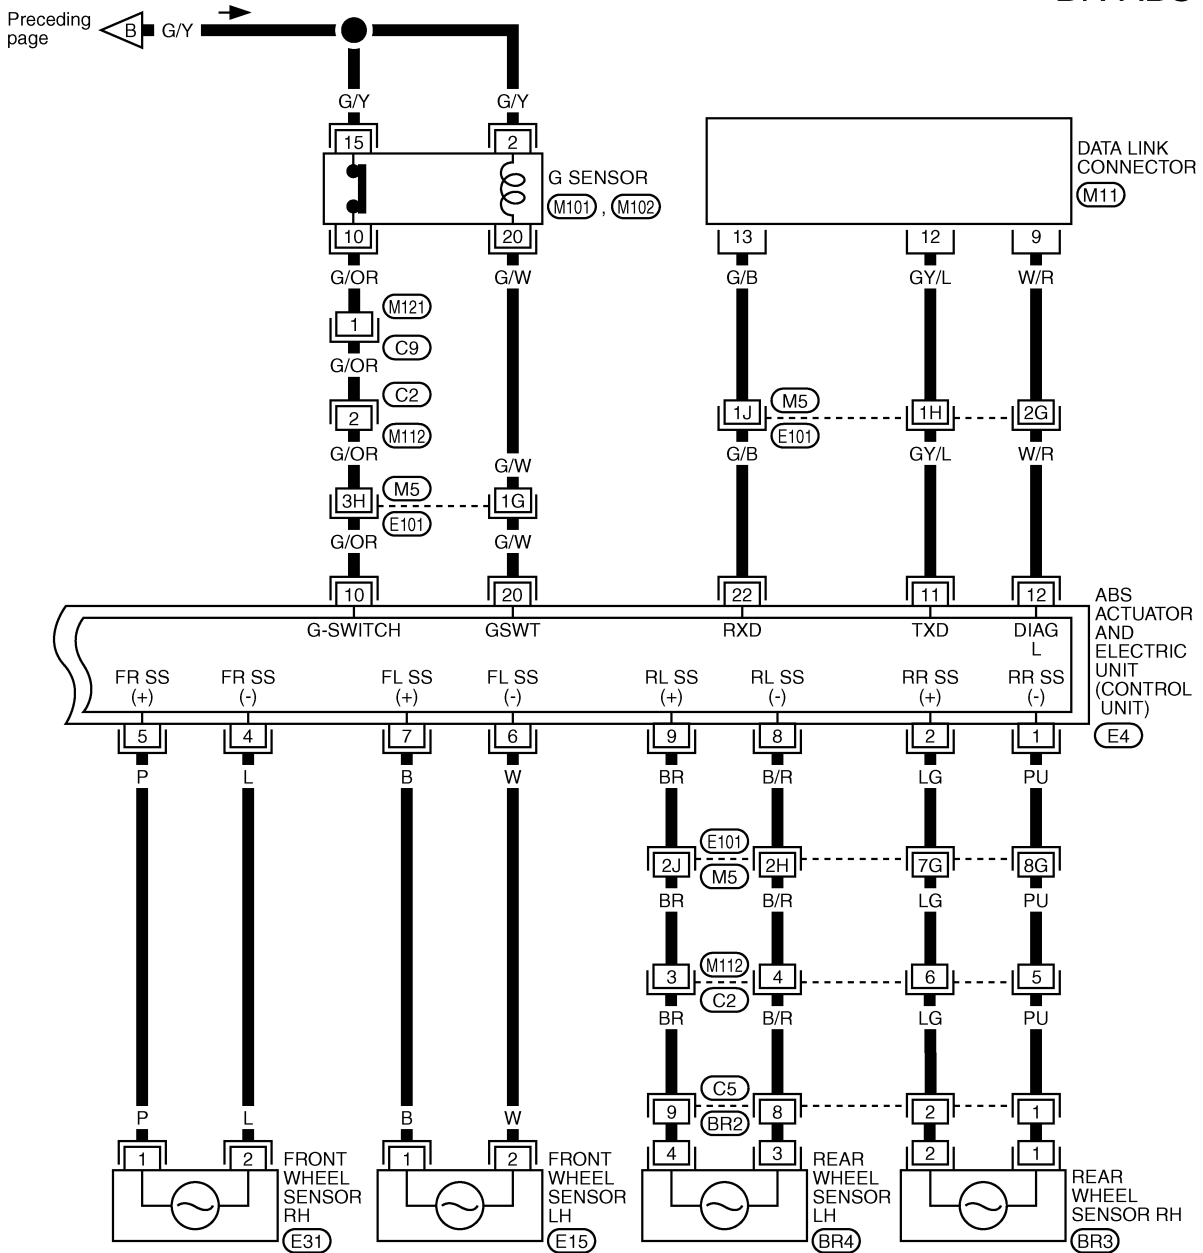 Preceding
page
B
G/Y
G/Y
G/Y
15
2
G SENSOR
M101 , M102
10
20
G/OR
G/W
DATA LINK
CONNECTOR
M11
13
12
9
G/B
GY/L
W/R
1
M121
C9
G/OR
2
C2
M112
G/OR
G/W
3H
M5
E101
1G
G/OR
G/W
1J
M5
E101
1H
2G
G/B
GY/L
W/R
10
20
22
11
12
G-SWITCH
GSWT
RXD
TXD
DIAG
L
ABS
ACTUATOR
AND
ELECTRIC
UNIT
(CONTROL
UNIT)
E4
FR SS
(+)
FR SS
(-)
FL SS
(+)
FL SS
(-)
RL SS
(+)
RL SS
(-)
RR SS
(+)
RR SS
(-)
5
4
7
6
9
8
2
1
P
L
B
W
BR
B/R
LG
PU
2J
E101
M5
2H
7G
8G
BR
B/R
LG
PU
3
M112
C2
4
6
5
BR
B/R
LG
PU
9
C5
BR2
8
2
1
P
L
B
W
1
2
1
2
4
3
2
1
FRONT
WHEEL
SENSOR
RH
E31
FRONT
WHEEL
SENSOR
LH
E15
REAR
WHEEL
SENSOR
LH
BR4
REAR
WHEEL
SENSOR RH
BR3